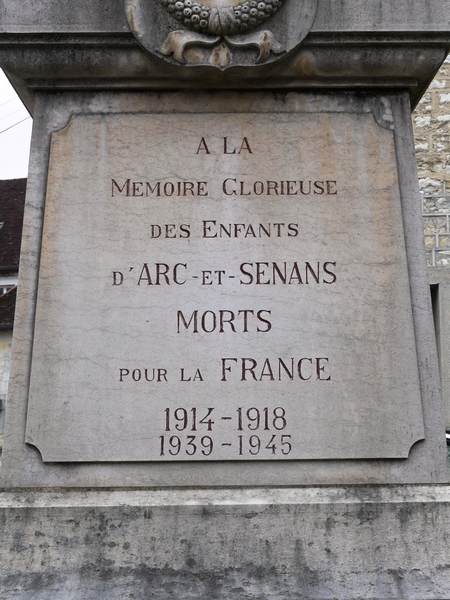 A LA
MEMOIRE GLORIEUSE
DES ENFANTS
D'ARC-ET-SENANS
MORTS
POUR LA FRANCE
1914-1918
1939-1945